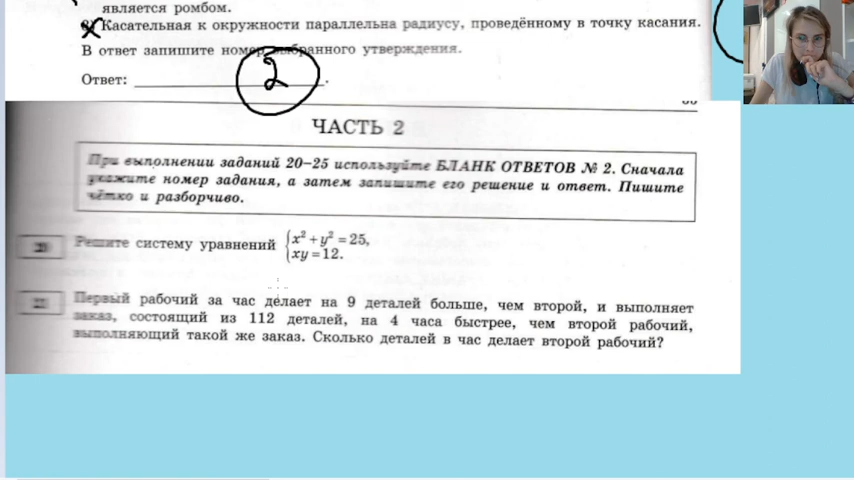 является ромбом.
Касательная к окружности параллельна радиусу, проведённому в точку касания.
В ответ запишите номер выбранного утверждения.
Ответ: 2.
ЧАСТЬ 2
При выполнении заданий 20–25 используйте БЛАНК ОТВЕТОВ № 2. Сначала
укажите номер задания, а затем запишите его решение и ответ. Пишите
чётко и разборчиво.
20 Решите систему уравнений {x² + y² = 25,
xy = 12.
21 Первый рабочий за час делает на 9 деталей больше, чем второй, и выполняет
заказ, состоящий из 112 деталей, на 4 часа быстрее, чем второй рабочий,
выполняющий такой же заказ. Сколько деталей в час делает второй рабочий?